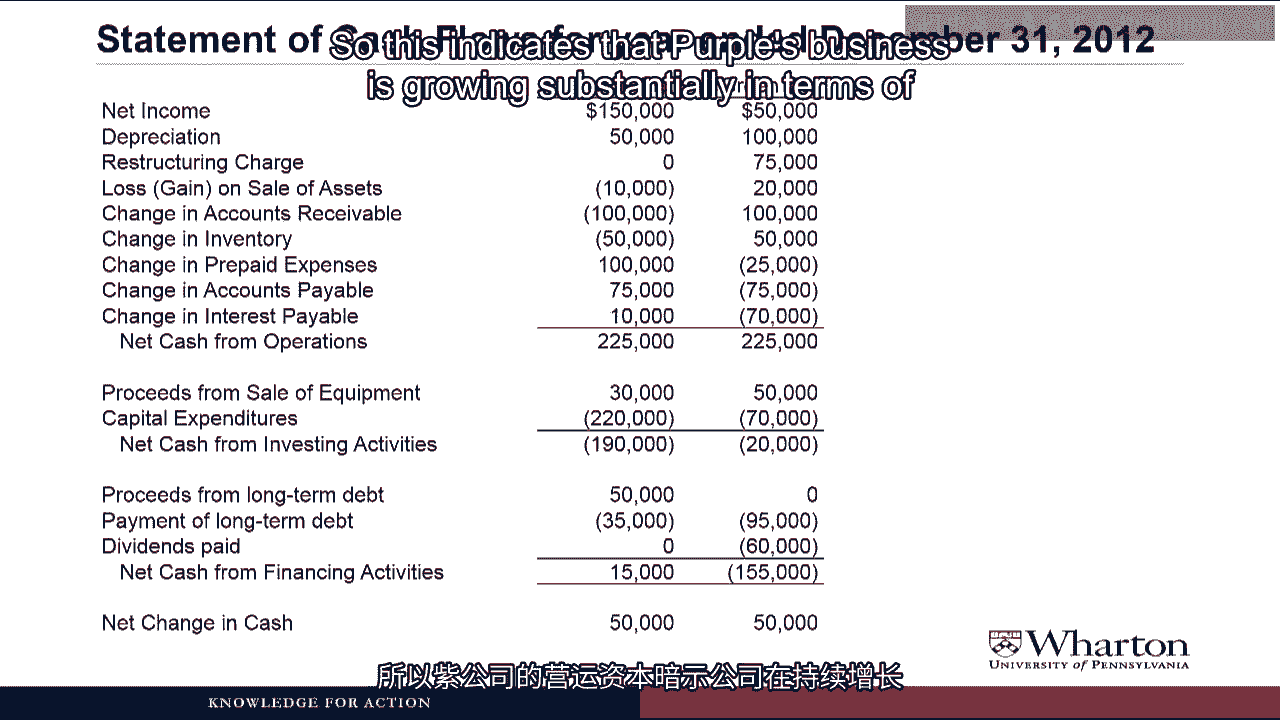 Statement of
December 31, 2012
So this indicates that Purple's business
is growing substantially in terms of
Net Income $150,000 $50,000
Depreciation 50,000 100,000
Restructuring Charge 0 75,000
Loss (Gain) on Sale of Assets (10,000) 20,000
Change in Accounts Receivable (100,000) 100,000
Change in Inventory (50,000) 50,000
Change in Prepaid Expenses 100,000 (25,000)
Change in Accounts Payable 75,000 (75,000)
Change in Interest Payable 10,000 (70,000)
Net Cash from Operations 225,000 225,000
Proceeds from Sale of Equipment 30,000 50,000
Capital Expenditures (220,000) (70,000)
Net Cash from Investing Activities (190,000) (20,000)
Proceeds from long-term debt 50,000 0
Payment of long-term debt (35,000) (95,000)
Dividends paid 0 (60,000)
Net Cash from Financing Activities 15,000 (155,000)
Net Change in Cash 50,000 50,000
Wharton
UNIVERSITY of PENNSYLVANIA
所以紫公司的营运资本暗示公司在持续增长
KNOWLEDGE FOR ACTION